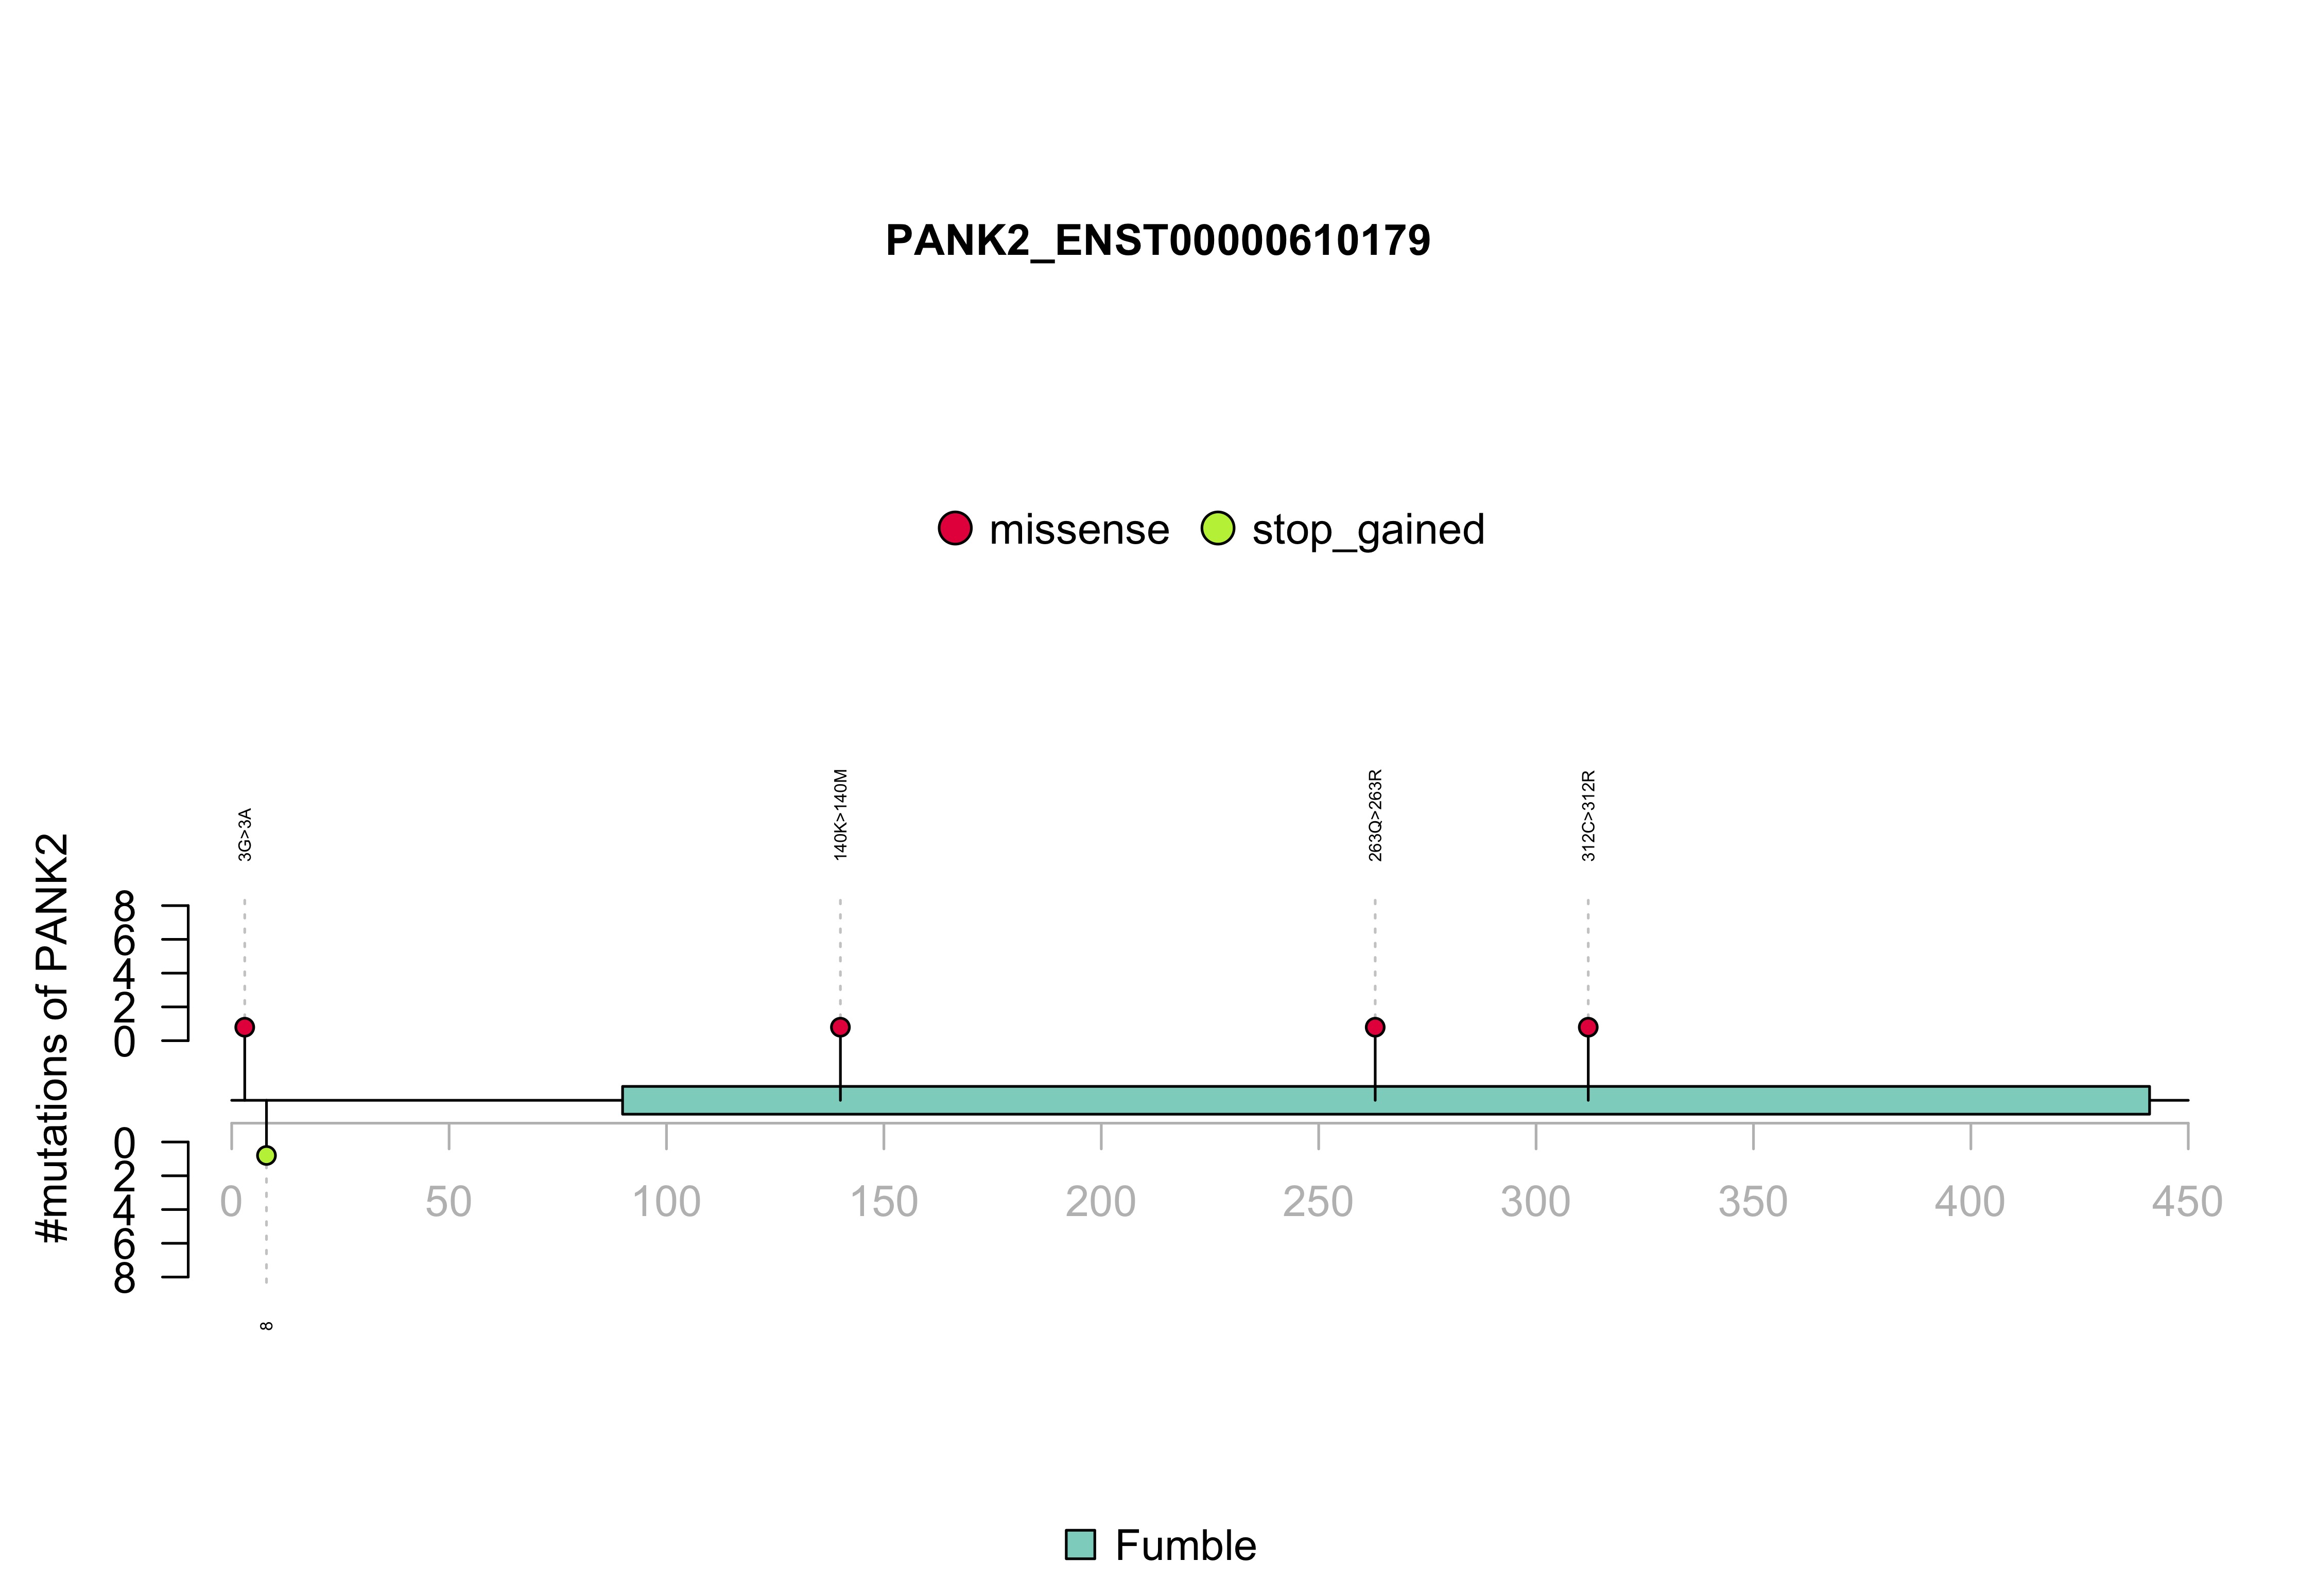 PANK2_ENST00000610179
missense
stop_gained
3G>3A
140K>140M
263Q>263R
312C>312R
#mutations of PANK2
8
6
4
2
0
0
2
4
6
8
0 50 100 150 200 250 300 350 400 450
8
Fumble